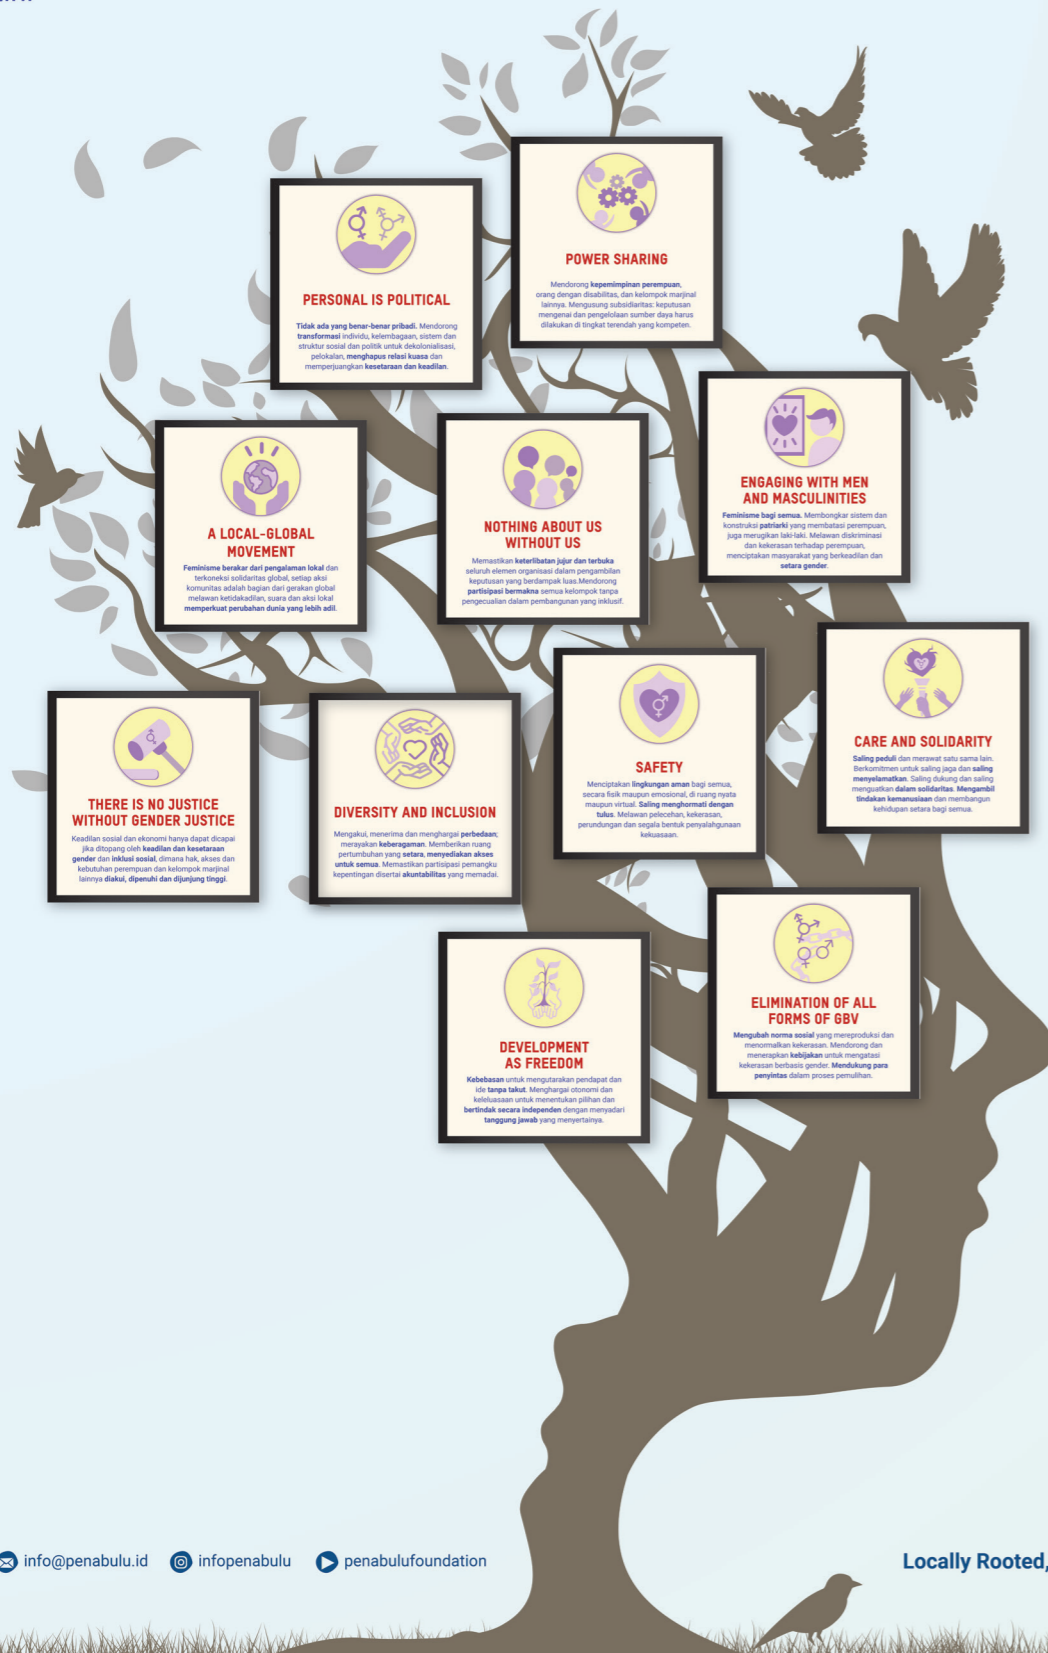 PERSONAL IS POLITICAL
Tidak ada yang benar-benar pribadi. Mendorong
transformasi individu, kelembagaan, sistem dan
struktur sosial dan politik untuk dekolonialisasi,
pelokalan, menghapus relasi kuasa dan
memperjuangkan kesetaraan dan keadilan.
POWER SHARING
Mendorong kepemimpinan perempuan,
orang dengan disabilitas, dan kelompok marjinal
lainnya. Mengusung subsidiaritas: keputusan
mengenai dan pengelolaan sumber daya harus
dilakukan di tingkat terendah yang kompeten.
A LOCAL-GLOBAL
MOVEMENT
Feminisme berakar dari pengalaman lokal dan
terkoneksi solidaritas global, setiap aksi
komunitas adalah bagian dari gerakan global
melawan ketidakadilan, suara dan aksi lokal
memperkuat perubahan dunia yang lebih adil.
NOTHING ABOUT US
WITHOUT US
Memastikan keterlibatan jujur dan terbuka
seluruh elemen organisasi dalam pengambilan
keputusan yang berdampak luas.Mendorong
partisipasi bermakna semua kelompok tanpa
pengecualian dalam pembangunan yang inklusif.
ENGAGING WITH MEN
AND MASCULINITIES
Feminisme bagi semua. Membongkar sistem dan
konstruksi patriarki yang membatasi perempuan,
juga merugikan laki-laki. Melawan diskriminasi
dan kekerasan terhadap perempuan,
menciptakan masyarakat yang berkeadilan dan
setara gender.
THERE IS NO JUSTICE
WITHOUT GENDER JUSTICE
Keadilan sosial dan ekonomi hanya dapat dicapai
jika ditopang oleh keadilan dan kesetaraan
gender dan inklusi sosial, dimana hak, akses dan
kebutuhan perempuan dan kelompok marjinal
lainnya diakui, dipenuhi dan dijunjung tinggi.
DIVERSITY AND INCLUSION
Mengakui, menerima dan menghargai perbedaan;
merayakan keberagaman. Memberikan ruang
pertumbuhan yang setara, menyediakan akses
untuk semua. Memastikan partisipasi pemangku
kepentingan disertai akuntabilitas yang memadai.
SAFETY
Menciptakan lingkungan aman bagi semua,
secara fisik maupun emosional, di ruang nyata
maupun virtual. Saling menghormati dengan
tulus. Melawan pelecehan, kekerasan,
perundungan dan segala bentuk penyalahgunaan
kekuasaan.
CARE AND SOLIDARITY
Saling peduli dan merawat satu sama lain.
Berkomitmen untuk saling jaga dan saling
menyelamatkan. Saling dukung dan saling
menguatkan dalam solidaritas. Mengambil
tindakan kemanusiaan dan membangun
kehidupan setara bagi semua.
DEVELOPMENT
AS FREEDOM
Kebebasan untuk mengutarakan pendapat dan
ide tanpa takut. Menghargai otonomi dan
keleluasaan untuk menentukan pilihan dan
bertindak secara independen dengan menyadari
tanggung jawab yang menyertainya.
ELIMINATION OF ALL
FORMS OF GBV
Mengubah norma sosial yang mereproduksi dan
menormalkan kekerasan. Mendorong dan
menerapkan kebijakan untuk mengatasi
kekerasan berbasis gender. Mendukung para
penyintas dalam proses pemulihan.
info@penabulu.id infopenabulu penabulufoundation
Locally Rooted,